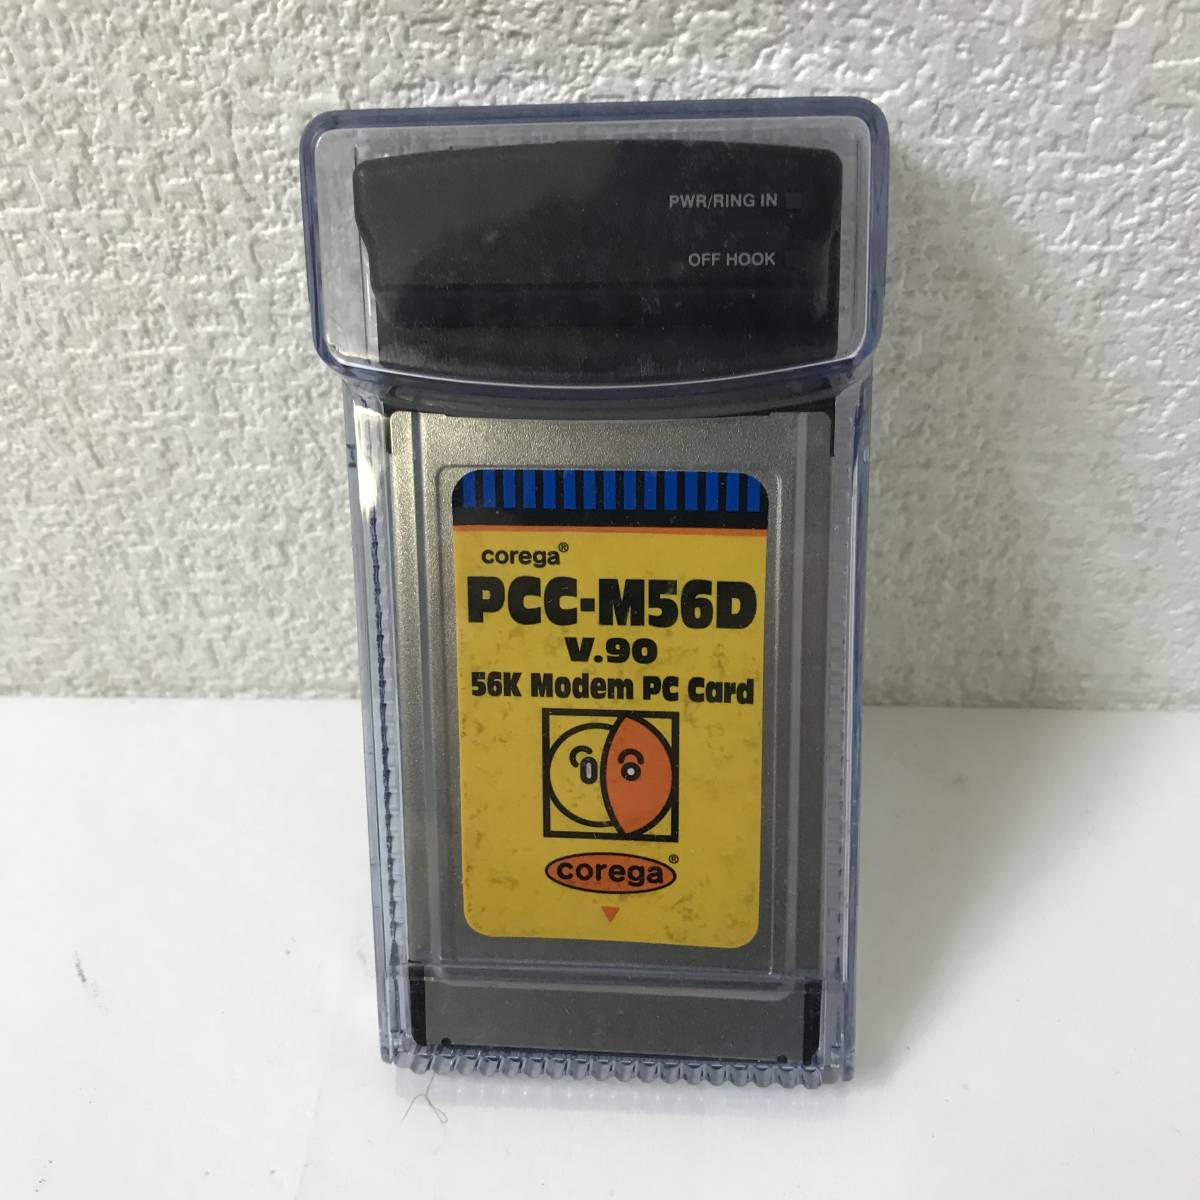 PWR/RING IN
OFF HOOK
corega®
PCC-M56D
V.90
56K Modem PC Card
corega®